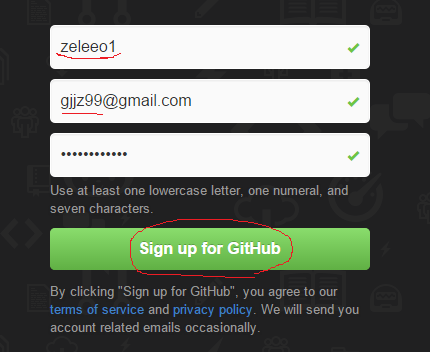 zeleeo1
gjjz99@gmail.com
••••••••••••
Use at least one lowercase letter, one numeral, and
seven characters.
Sign up for GitHub
By clicking "Sign up for GitHub", you agree to our
terms of service and privacy policy. We will send you
account related emails occasionally.